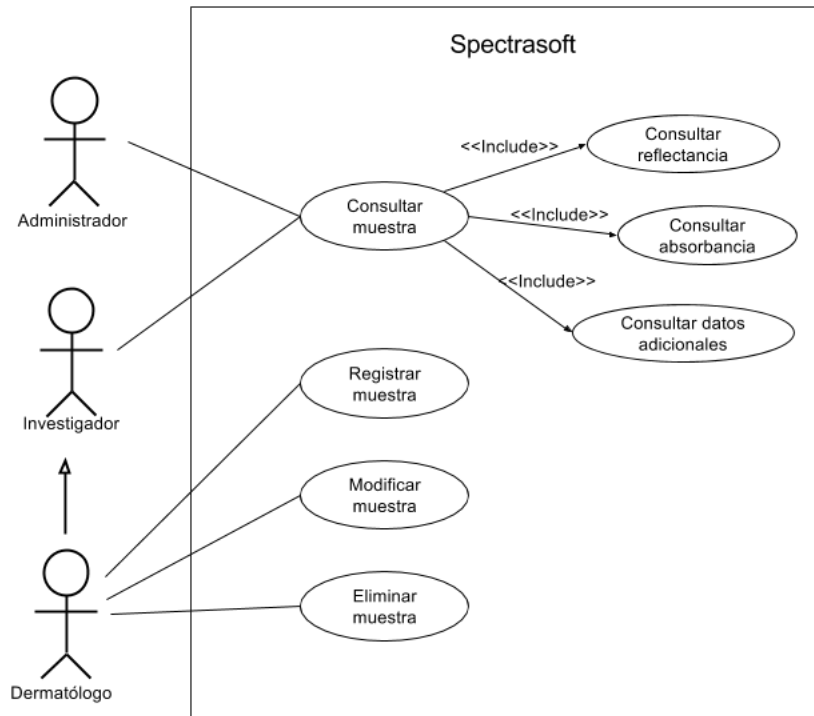 Spectrasoft
Administrador
Investigador
Dermatólogo
Consultar
muestra
<<Include>>
Consultar
reflectancia
<<Include>>
Consultar
absorbancia
<<Include>>
Consultar datos
adicionales
Registrar
muestra
Modificar
muestra
Eliminar
muestra